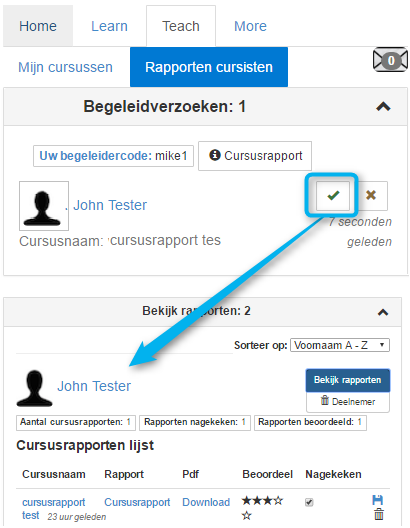 Home Learn Teach More
Mijn cursussen Rapporten cursisten 0
Begeleidverzoeken: 1
Uw begeleidercode: mike1 Cursusrapport
. John Tester
Cursusnaam: 'cursusrapport tes 7 seconden
geleden
Bekijk rapporten: 2
Sorteer op: Voornaam A - Z
John Tester Bekijk rapporten
Deelnemer
Aantal cursusrapporten: 1 Rapporten nagekeken: 1 Rapporten beoordeeld: 1
Cursusrapporten lijst
Cursusnaam Rapport Pdf Beoordeel Nagekeken
cursusrapport Cursusrapport Download ★★★☆
test 23 uur geleden ☆